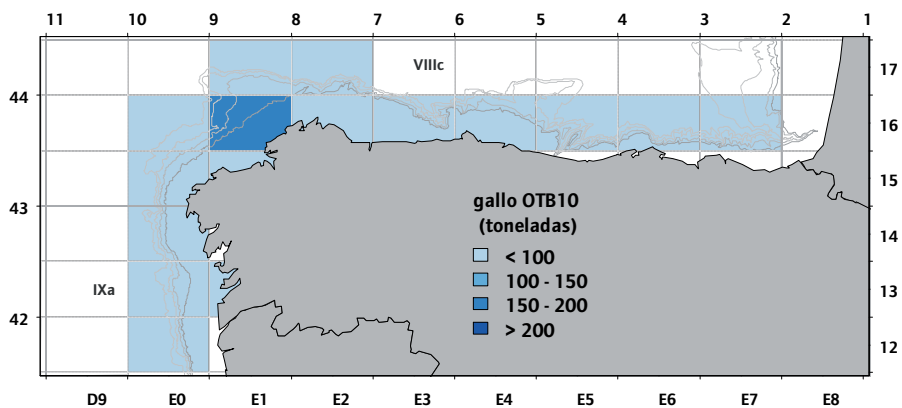 11 10 9 8 7 6 5 4 3 2 1
VIIIc
17
44
16
15
gallo OTB10
43
(toneladas)
14
< 100
100 - 150
IXa
13
150 - 200
42
> 200
12
D9 E0 E1 E2 E3 E4 E5 E6 E7 E8